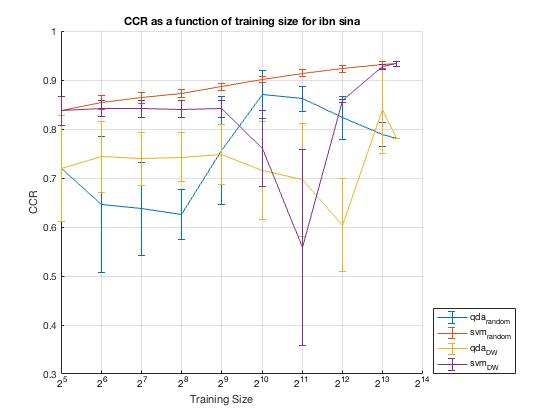 CCR as a function of training size for ibn sina
1
0.9
0.8
0.7
0.6
0.5
0.4
0.3
CCR
2^5 2^6 2^7 2^8 2^9 2^10 2^11 2^12 2^13 2^14
Training Size
qda_random
svm_random
qda_DW
svm_DW